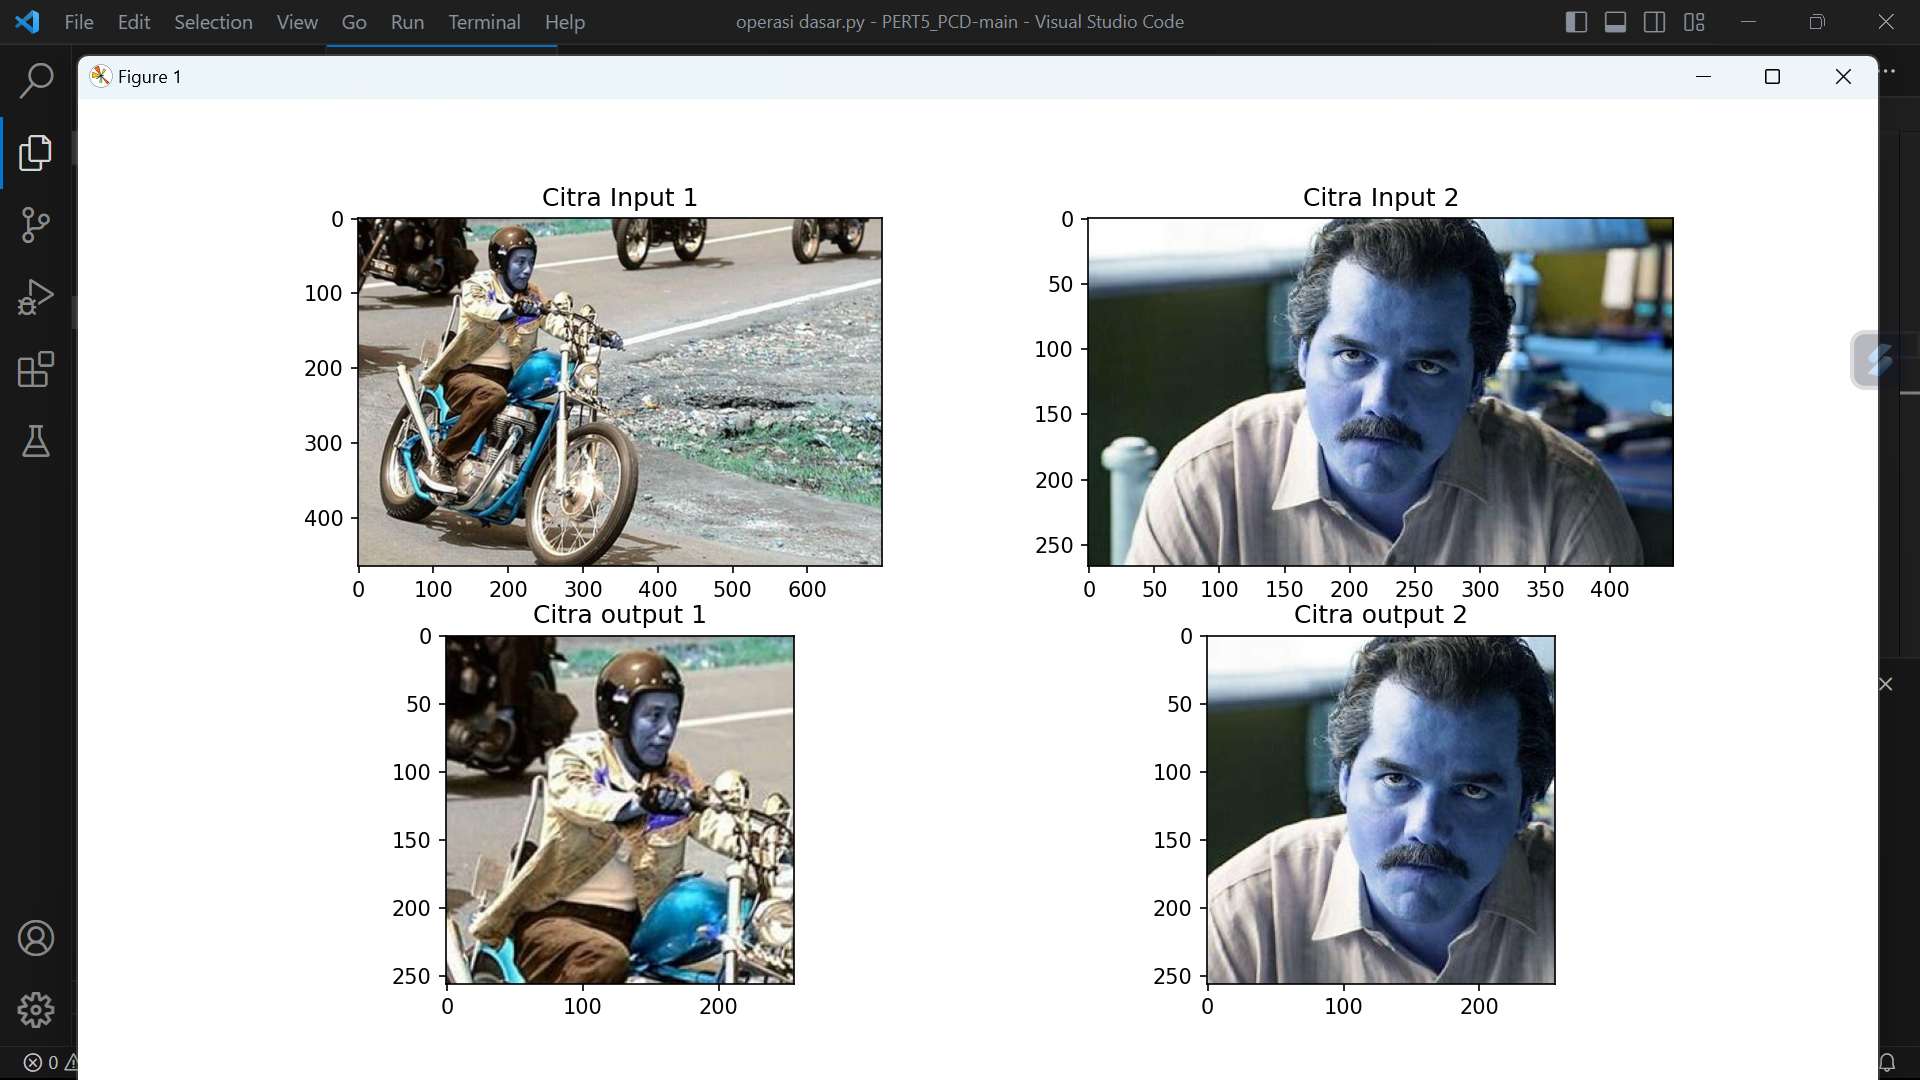 File Edit Selection View Go Run Terminal Help
operasi dasar.py - PERT5_PCD-main - Visual Studio Code
Figure 1
Citra Input 1
0
100
200
300
400
0 100 200 300 400 500 600
Citra Input 2
0
50
100
150
200
250
0 50 100 150 200 250 300 350 400
Citra output 1
0
50
100
150
200
250
0 100 200
Citra output 2
0
50
100
150
200
250
0 100 200
0